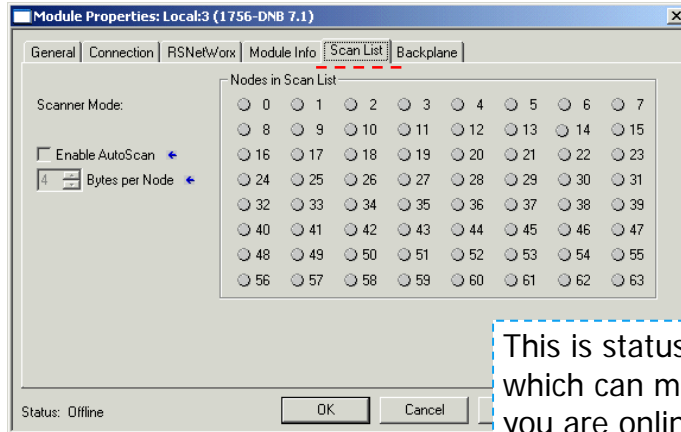 Module Properties: Local:3 (1756-DNB 7.1)
General Connection RSNetWorx Module Info Scan List Backplane
Nodes in Scan List
Scanner Mode:
0 1 2 3 4 5 6 7
8 9 10 11 12 13 14 15
Enable AutoScan
16 17 18 19 20 21 22 23
4 Bytes per Node
24 25 26 27 28 29 30 31
32 33 34 35 36 37 38 39
40 41 42 43 44 45 46 47
48 49 50 51 52 53 54 55
56 57 58 59 60 61 62 63
This is status
which can m
you are onlin
Status: Offline
OK Cancel